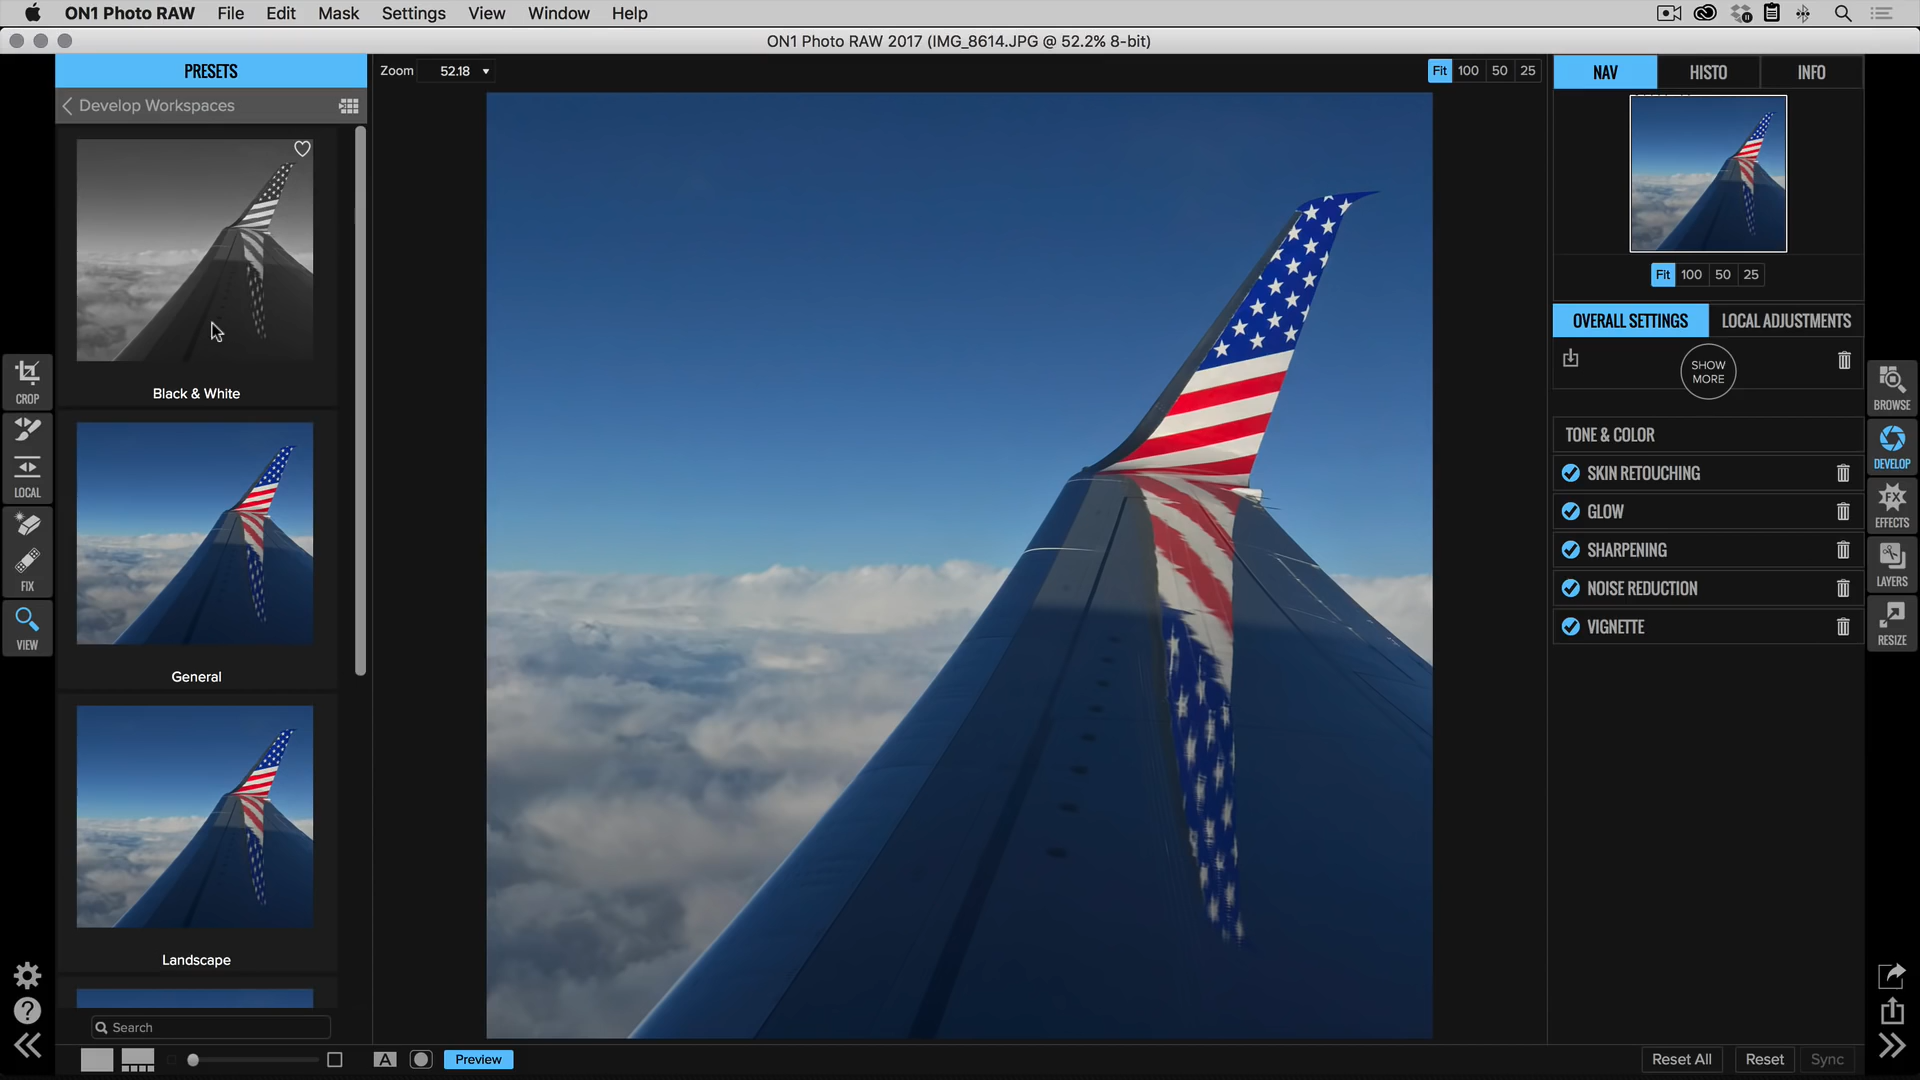 ON1 Photo RAW File Edit Mask Settings View Window Help
ON1 Photo RAW 2017 (IMG_8614.JPG @ 52.2% 8-bit)
PRESETS
Develop Workspaces
Black & White
General
Landscape
Search
CROP
LOCAL
FIX
VIEW
Zoom 52.18
Fit 100 50 25
A
Preview
NAV HISTO INFO
Fit 100 50 25
OVERALL SETTINGS LOCAL ADJUSTMENTS
SHOW
MORE
TONE & COLOR
SKIN RETOUCHING
GLOW
SHARPENING
NOISE REDUCTION
VIGNETTE
BROWSE
DEVELOP
FX
EFFECTS
LAYERS
RESIZE
Reset All Reset Sync